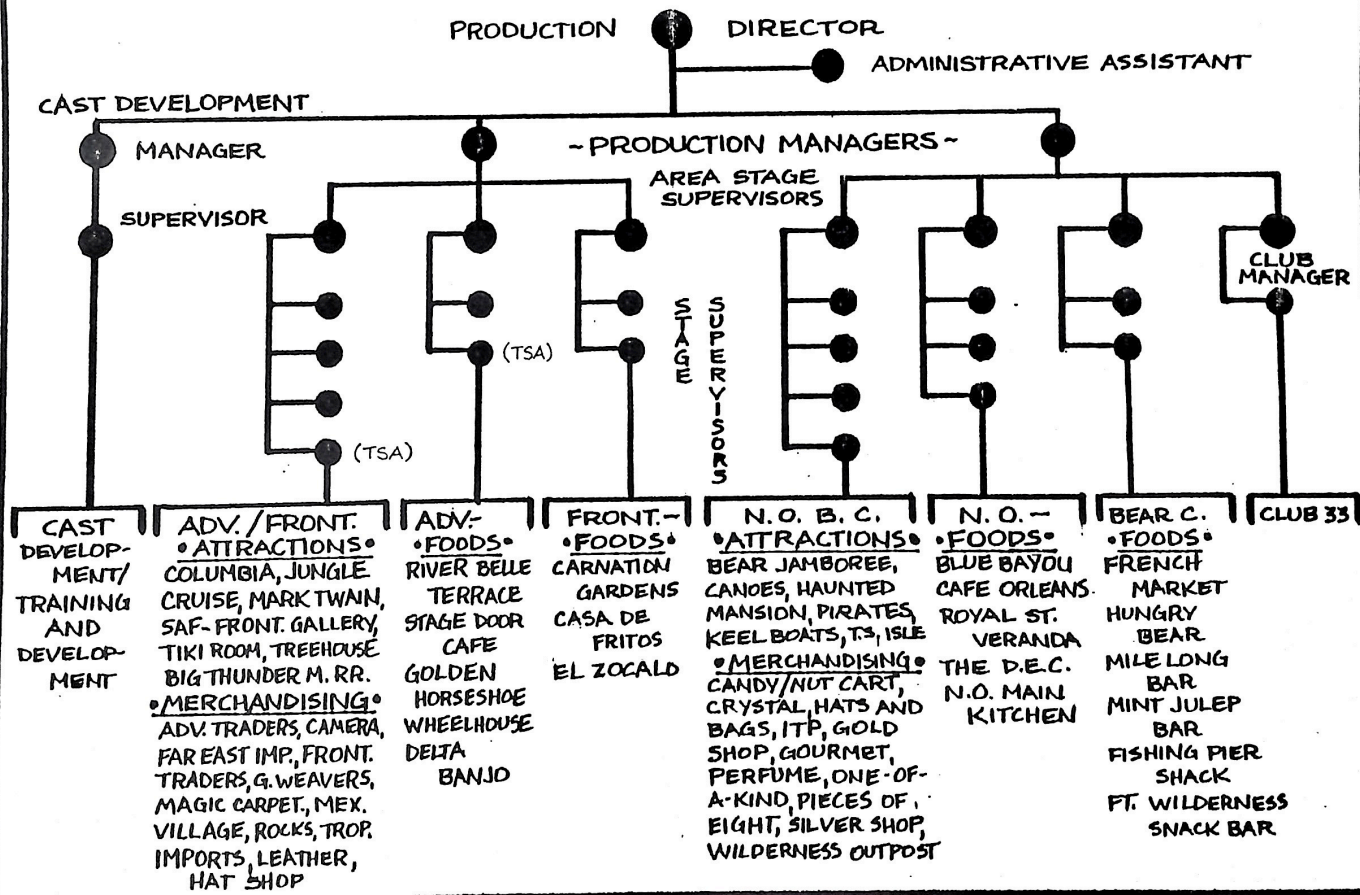 PRODUCTION DIRECTOR
ADMINISTRATIVE ASSISTANT
CAST DEVELOPMENT
MANAGER
~PRODUCTION MANAGERS~
AREA STAGE
SUPERVISORS
SUPERVISOR
CLUB
MANAGER
STAGE
SUPERVISORS
(TSA)
(TSA)
CAST
DEVELOP-
MENT/
TRAINING
AND
DEVELOP-
MENT
ADV./FRONT.
•ATTRACTIONS•
COLUMBIA, JUNGLE
CRUISE, MARK TWAIN,
SAF-FRONT. GALLERY,
TIKI ROOM, TREEHOUSE
BIG THUNDER M. RR.
•MERCHANDISING•
ADV. TRADERS, CAMERA,
FAR EAST IMP., FRONT.
TRADERS, G. WEAVERS,
MAGIC CARPET., MEX.
VILLAGE, ROCKS, TROP.
IMPORTS, LEATHER,
HAT SHOP
ADV.-
•FOODS•
RIVER BELLE
TERRACE
STAGE DOOR
CAFE
GOLDEN
HORSESHOE
WHEELHOUSE
DELTA
BANJO
FRONT.-
•FOODS•
CARNATION
GARDENS
CASA DE
FRITOS
EL ZOCALO
N. O. B. C.
•ATTRACTIONS•
BEAR JAMBOREE,
CANOES, HAUNTED
MANSION, PIRATES,
KEEL BOATS, T.S. ISLE
•MERCHANDISING•
CANDY/NUT CART,
CRYSTAL, HATS AND
BAGS, ITP, GOLD
SHOP, GOURMET,
PERFUME, ONE-OF-
A-KIND, PIECES OF
EIGHT, SILVER SHOP,
WILDERNESS OUTPOST
N. O.-
•FOODS•
BLUE BAYOU
CAFE ORLEANS
ROYAL ST.
VERANDA
THE D.E.C.
N.O. MAIN
KITCHEN
BEAR C.
•FOODS•
FRENCH
MARKET
HUNGRY
BEAR
MILE LONG
BAR
MINT JULEP
BAR
FISHING PIER
SHACK
FT. WILDERNESS
SNACK BAR
CLUB 33